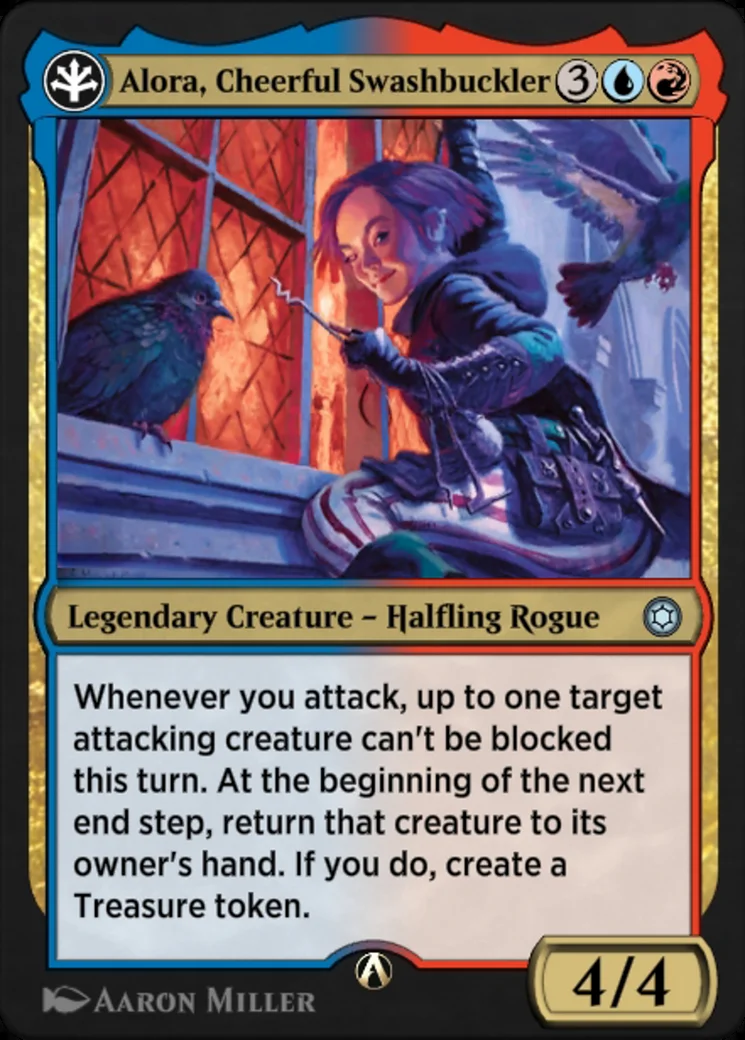 Alora, Cheerful Swashbuckler 3
Legendary Creature – Halfling Rogue
Whenever you attack, up to one target
attacking creature can't be blocked
this turn. At the beginning of the next
end step, return that creature to its
owner's hand. If you do, create a
Treasure token.
4/4
AARON MILLER